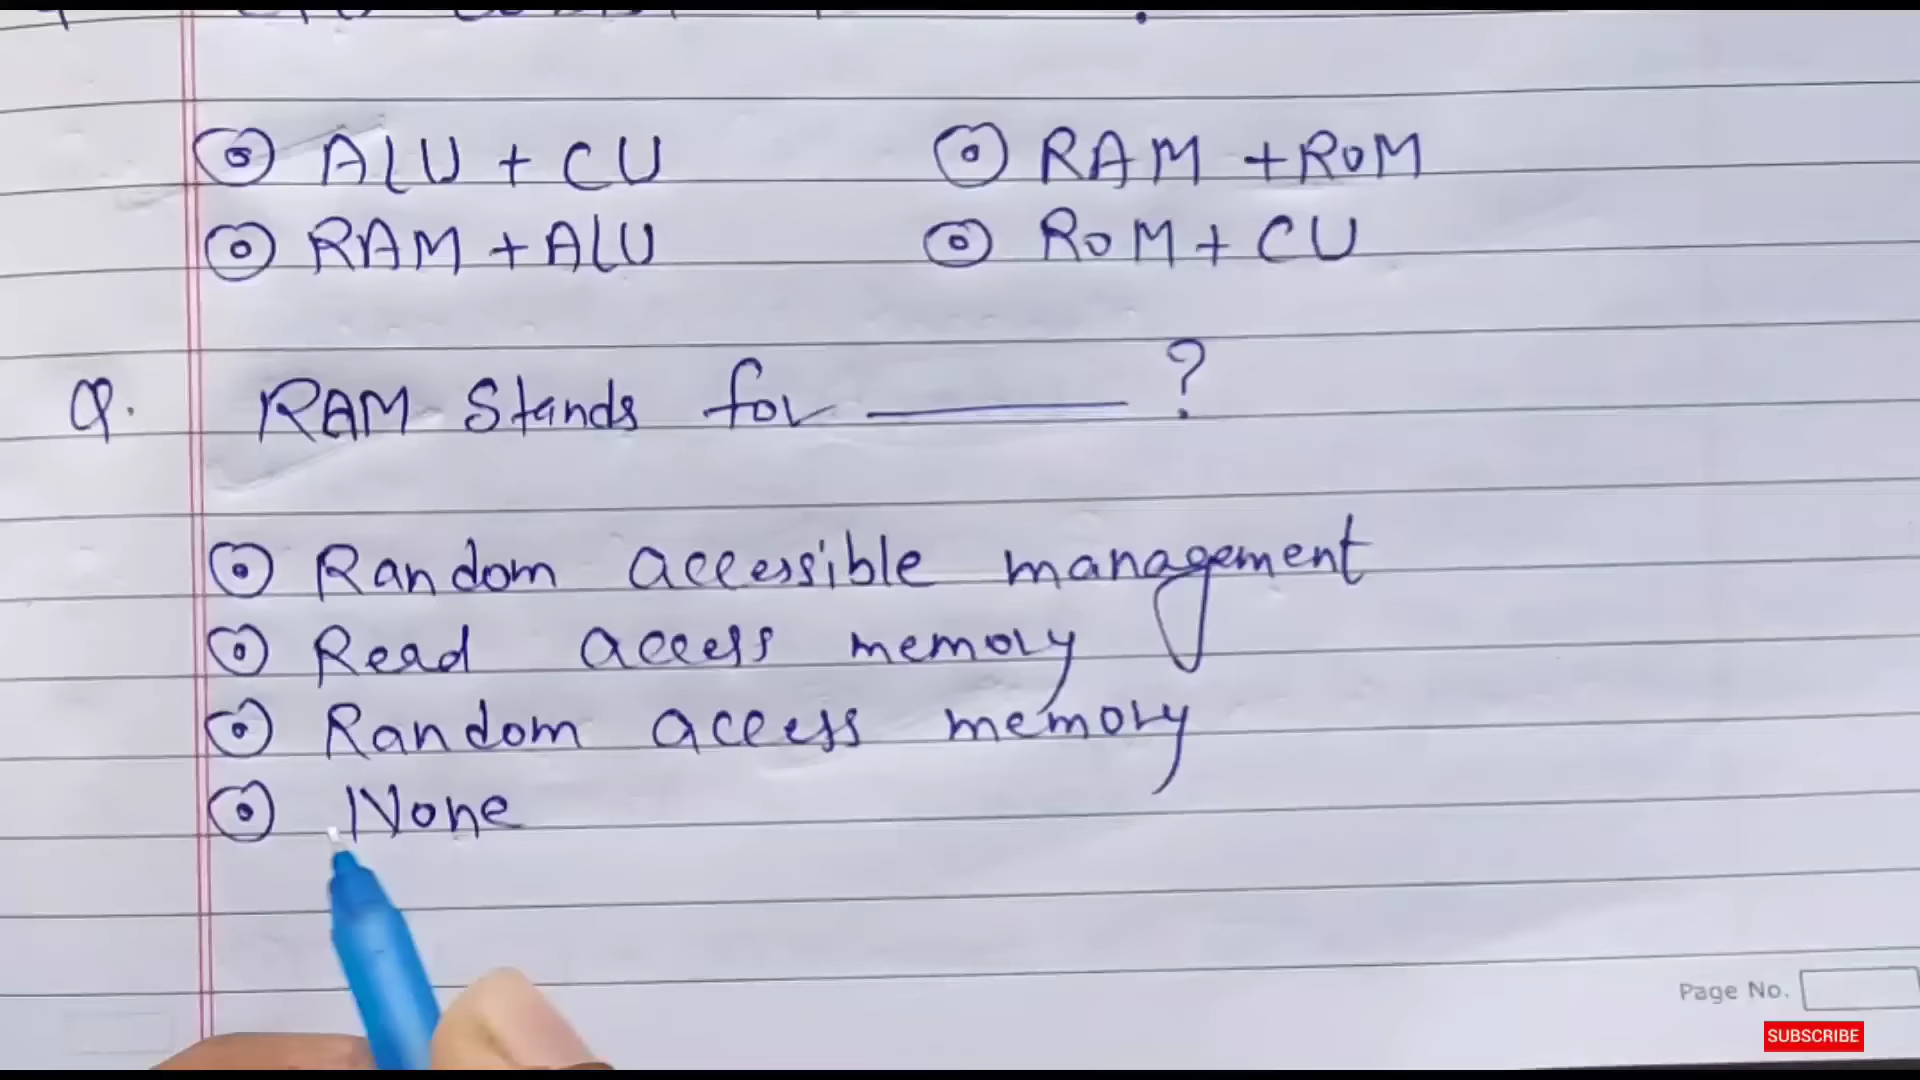 ALU + CU RAM + ROM
RAM + ALU ROM + CU
Q. RAM Stands for ______ ?
Random accessible management
Read access memory
Random access memory
None
Page No.
SUBSCRIBE